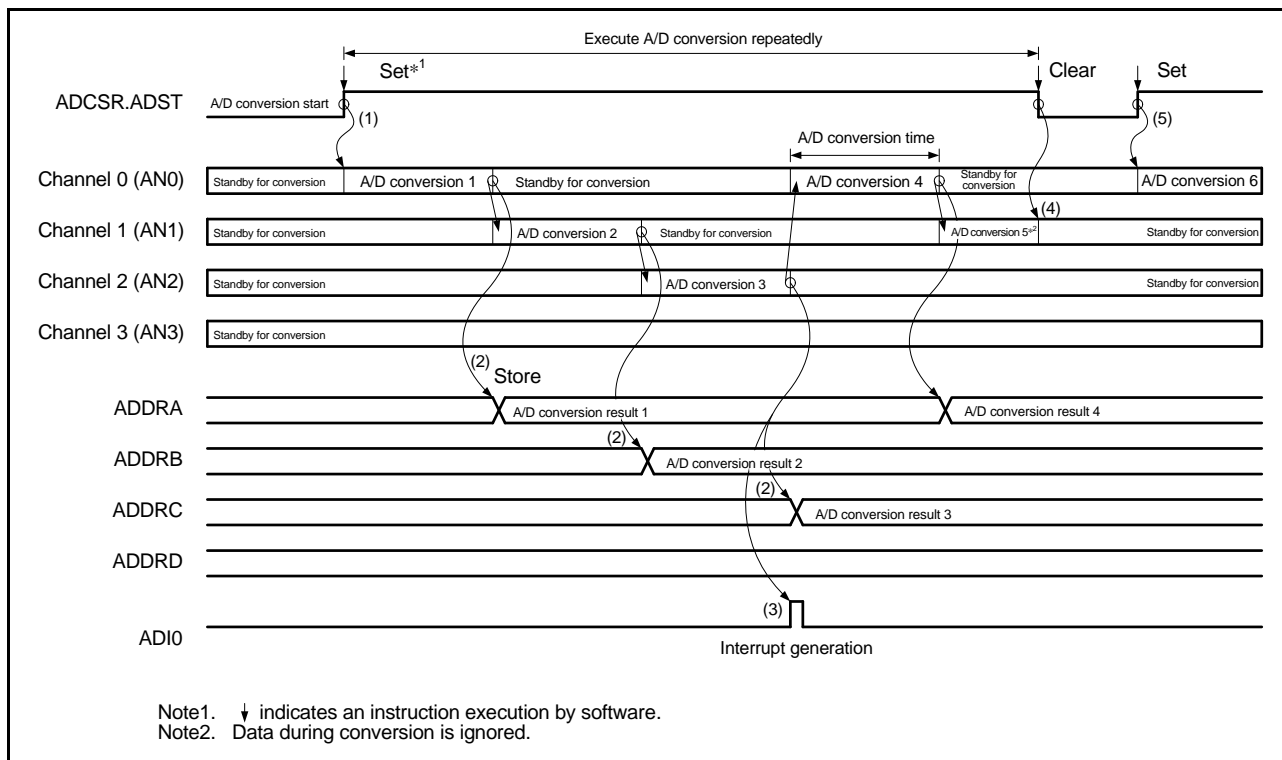 Execute A/D conversion repeatedly
Set*1
Clear
Set
ADCSR.ADST
A/D conversion start
(1)
(5)
A/D conversion time
Channel 0 (AN0)
Standby for conversion
A/D conversion 1
Standby for conversion
A/D conversion 4
Standby for
conversion
A/D conversion 6
(4)
Channel 1 (AN1)
Standby for conversion
A/D conversion 2
Standby for conversion
A/D conversion 5*2
Standby for conversion
Channel 2 (AN2)
Standby for conversion
A/D conversion 3
Standby for conversion
Channel 3 (AN3)
Standby for conversion
(2)
Store
ADDRA
A/D conversion result 1
A/D conversion result 4
(2)
ADDRB
A/D conversion result 2
(2)
ADDRC
A/D conversion result 3
ADDRD
(3)
ADI0
Interrupt generation
Note1. ↓ indicates an instruction execution by software.
Note2. Data during conversion is ignored.